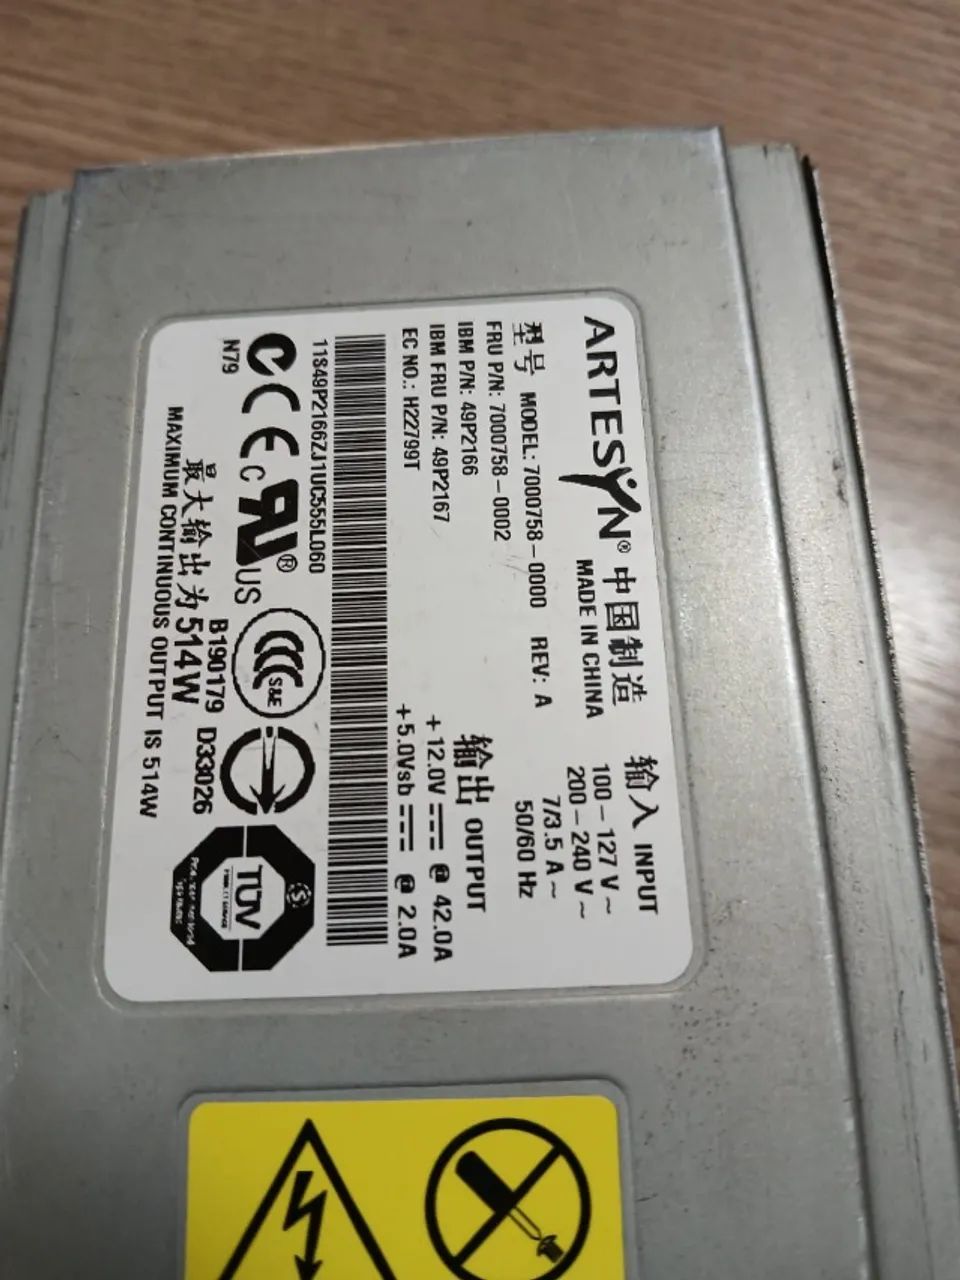 ARTESYN® 中国制造
MADE IN CHINA
型号 MODEL: 7000758-0000 REV: A
FRU P/N: 7000758-0002
IBM P/N: 49P2166
IBM FRU P/N: 49P2167
EC NO.: H22799T
输入 INPUT
100-127 V~
200-240 V~
7/3.5 A~
50/60 Hz
输出 OUTPUT
+12.0V @ 42.0A
+5.0Vsb @ 2.0A
11S49P2166ZJ1UC555L060
N79
c UR® US
CCC S&E
TÜV
B190179 D33026
最大输出为514W
MAXIMUM CONTINUOUS OUTPUT IS 514W